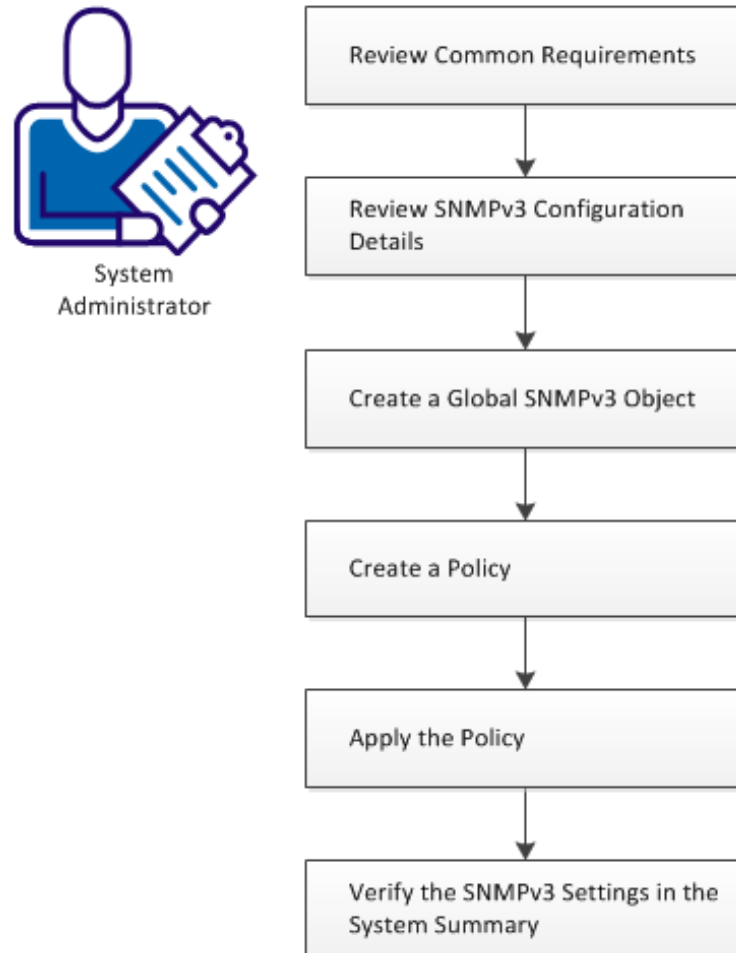 System
Administrator
Review Common Requirements
Review SNMPv3 Configuration
Details
Create a Global SNMPv3 Object
Create a Policy
Apply the Policy
Verify the SNMPv3 Settings in the
System Summary